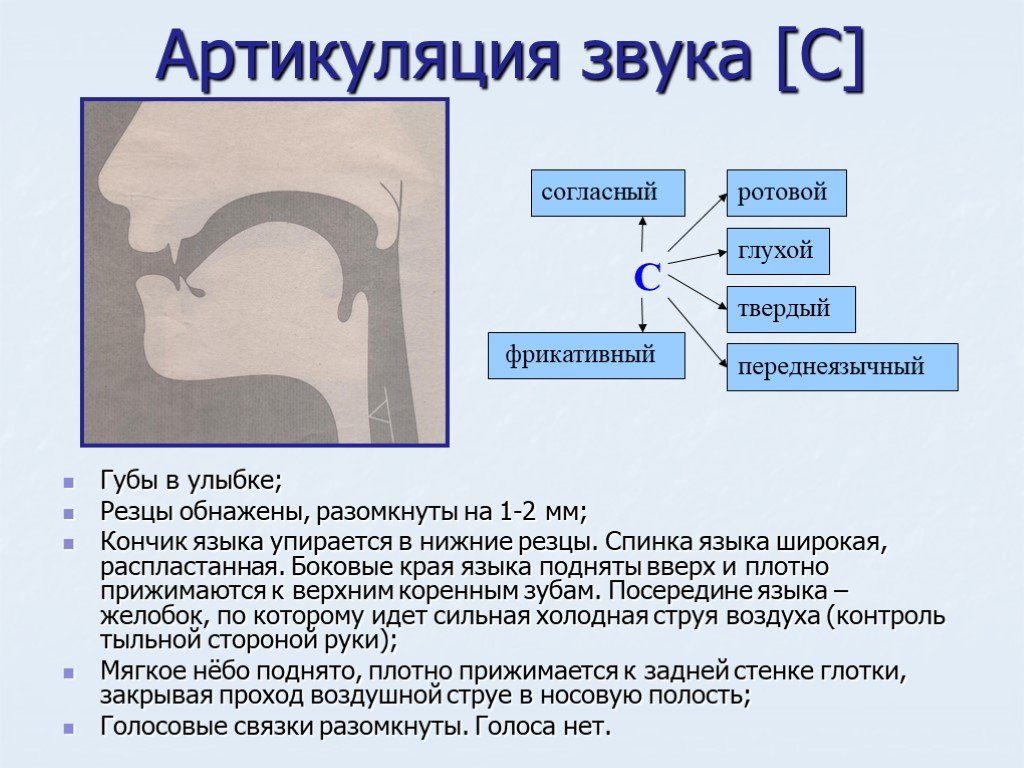 Артикуляция звука [С]
согласный
ротовой
глухой
С
твердый
фрикативный
переднеязычный
Губы в улыбке;
Резцы обнажены, разомкнуты на 1-2 мм;
Кончик языка упирается в нижние резцы. Спинка языка широкая,
распластанная. Боковые края языка подняты вверх и плотно
прижимаются к верхним коренным зубам. Посередине языка –
желобок, по которому идет сильная холодная струя воздуха (контроль
тыльной стороной руки);
Мягкое нёбо поднято, плотно прижимается к задней стенке глотки,
закрывая проход воздушной струе в носовую полость;
Голосовые связки разомкнуты. Голоса нет.